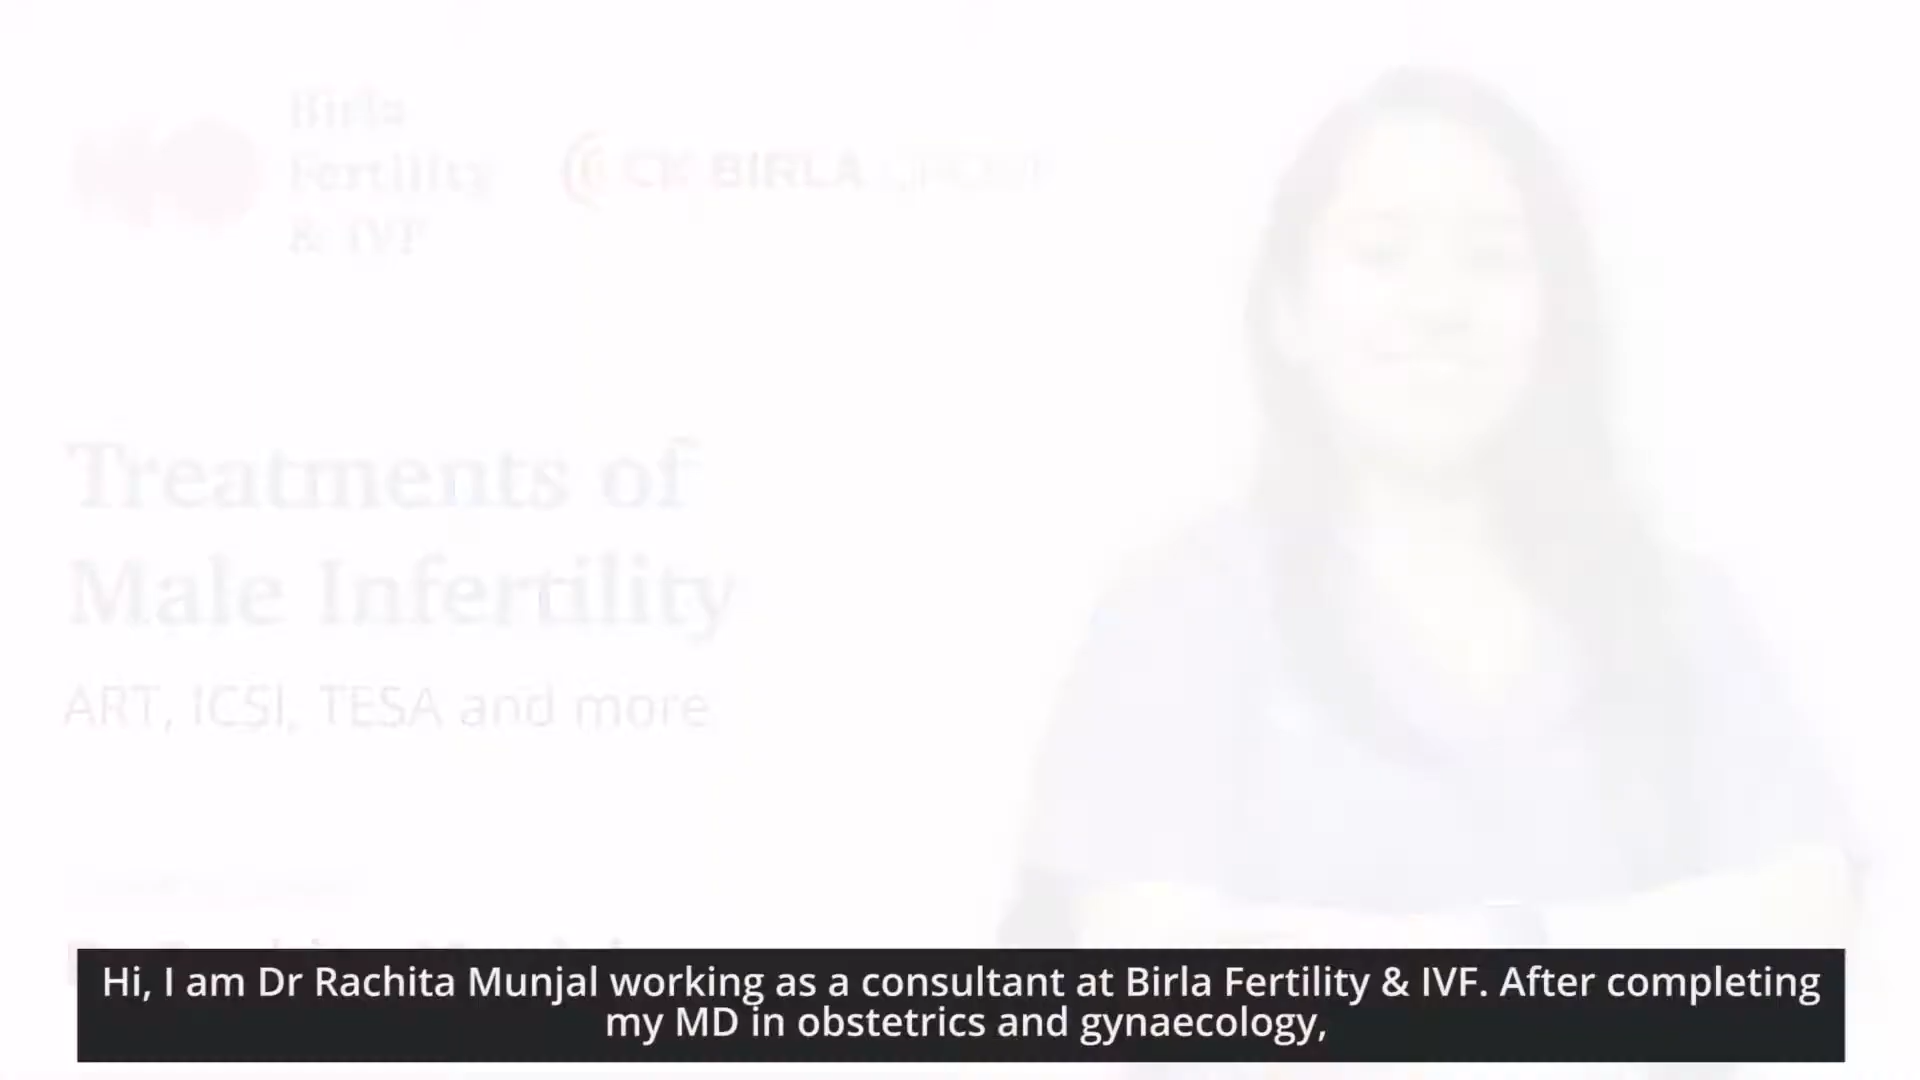 Birla
Fertility
& IVF
CK BIRLA GROUP
Treatments of
Male Infertility
ART, ICSI, TESA and more
Hi, I am Dr Rachita Munjal working as a consultant at Birla Fertility & IVF. After completing
my MD in obstetrics and gynaecology,